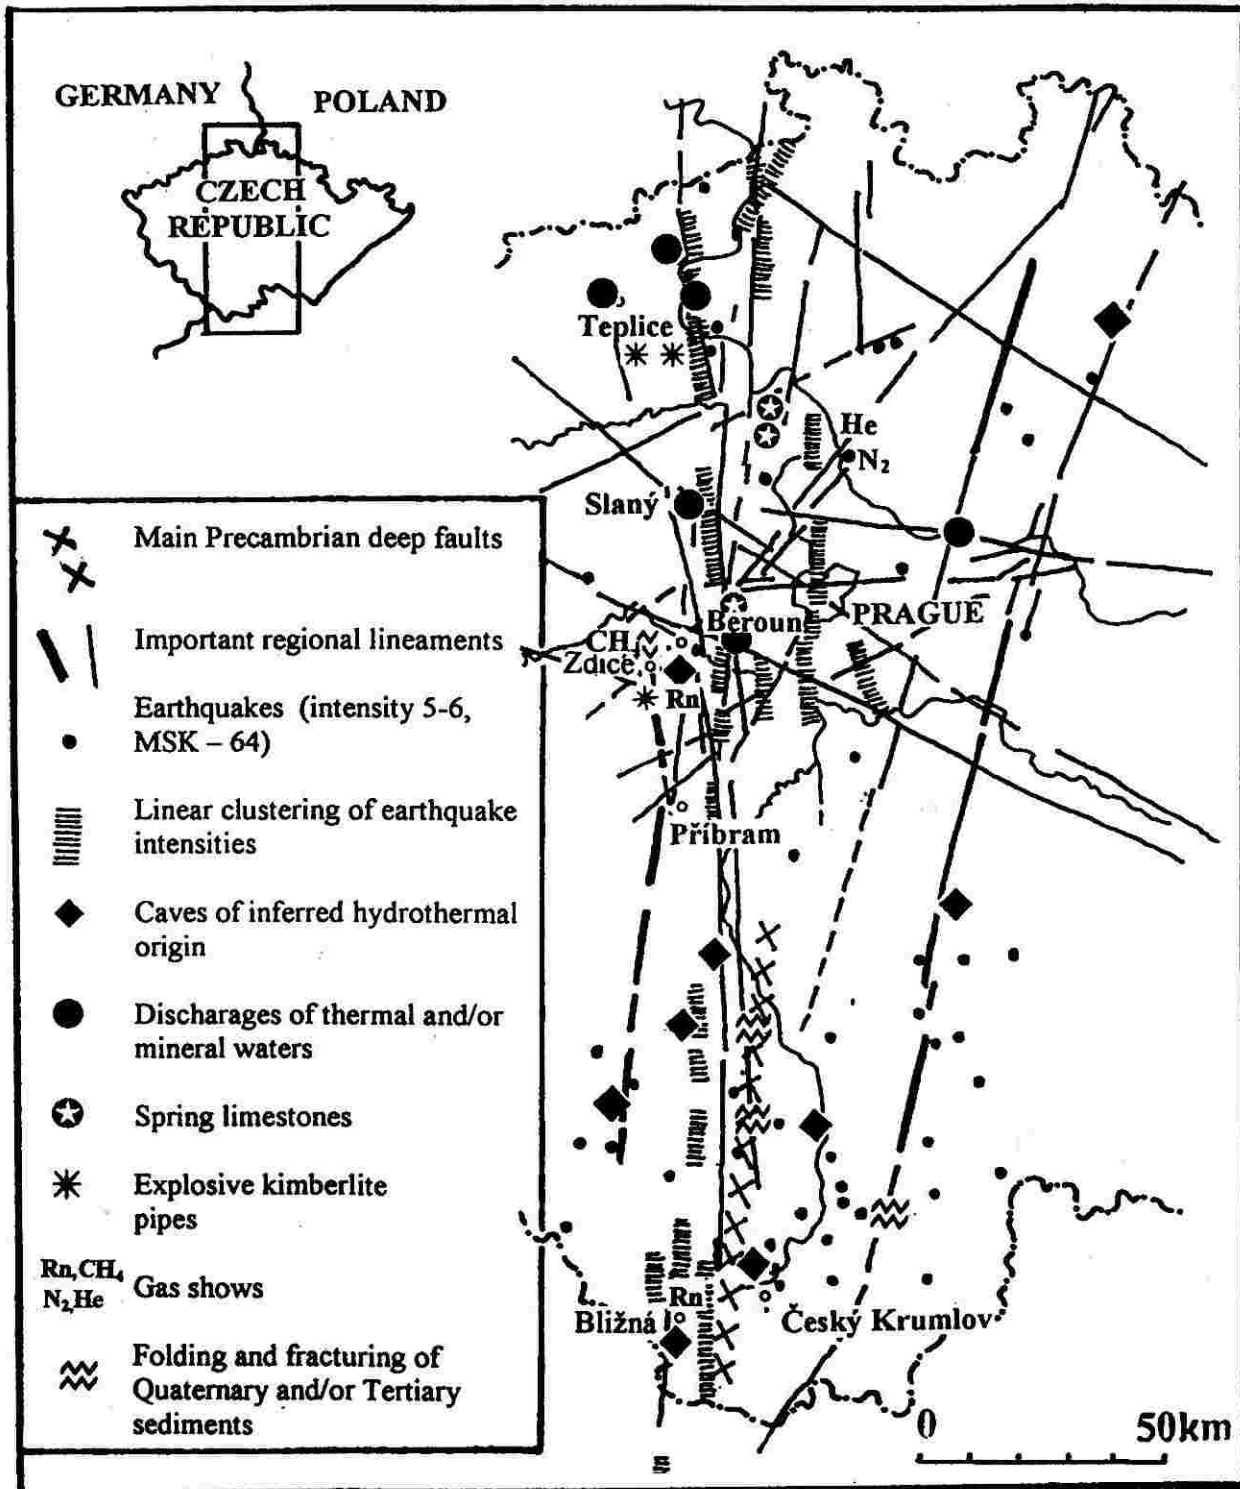 GERMANY
POLAND
CZECH
REPUBLIC
Main Precambrian deep faults
Important regional lineaments
Earthquakes (intensity 5-6,
MSK – 64)
Linear clustering of earthquake
intensities
Caves of inferred hydrothermal
origin
Discharages of thermal and/or
mineral waters
Spring limestones
Explosive kimberlite
pipes
Rn,CH₄
N₂,He
Gas shows
Folding and fracturing of
Quaternary and/or Tertiary
sediments
Teplice
He
N₂
Slaný
Beroun
PRAGUE
CH₄
Zdice
Rn
Příbram
Rn
Bližná
Český Krumlov
0 50km